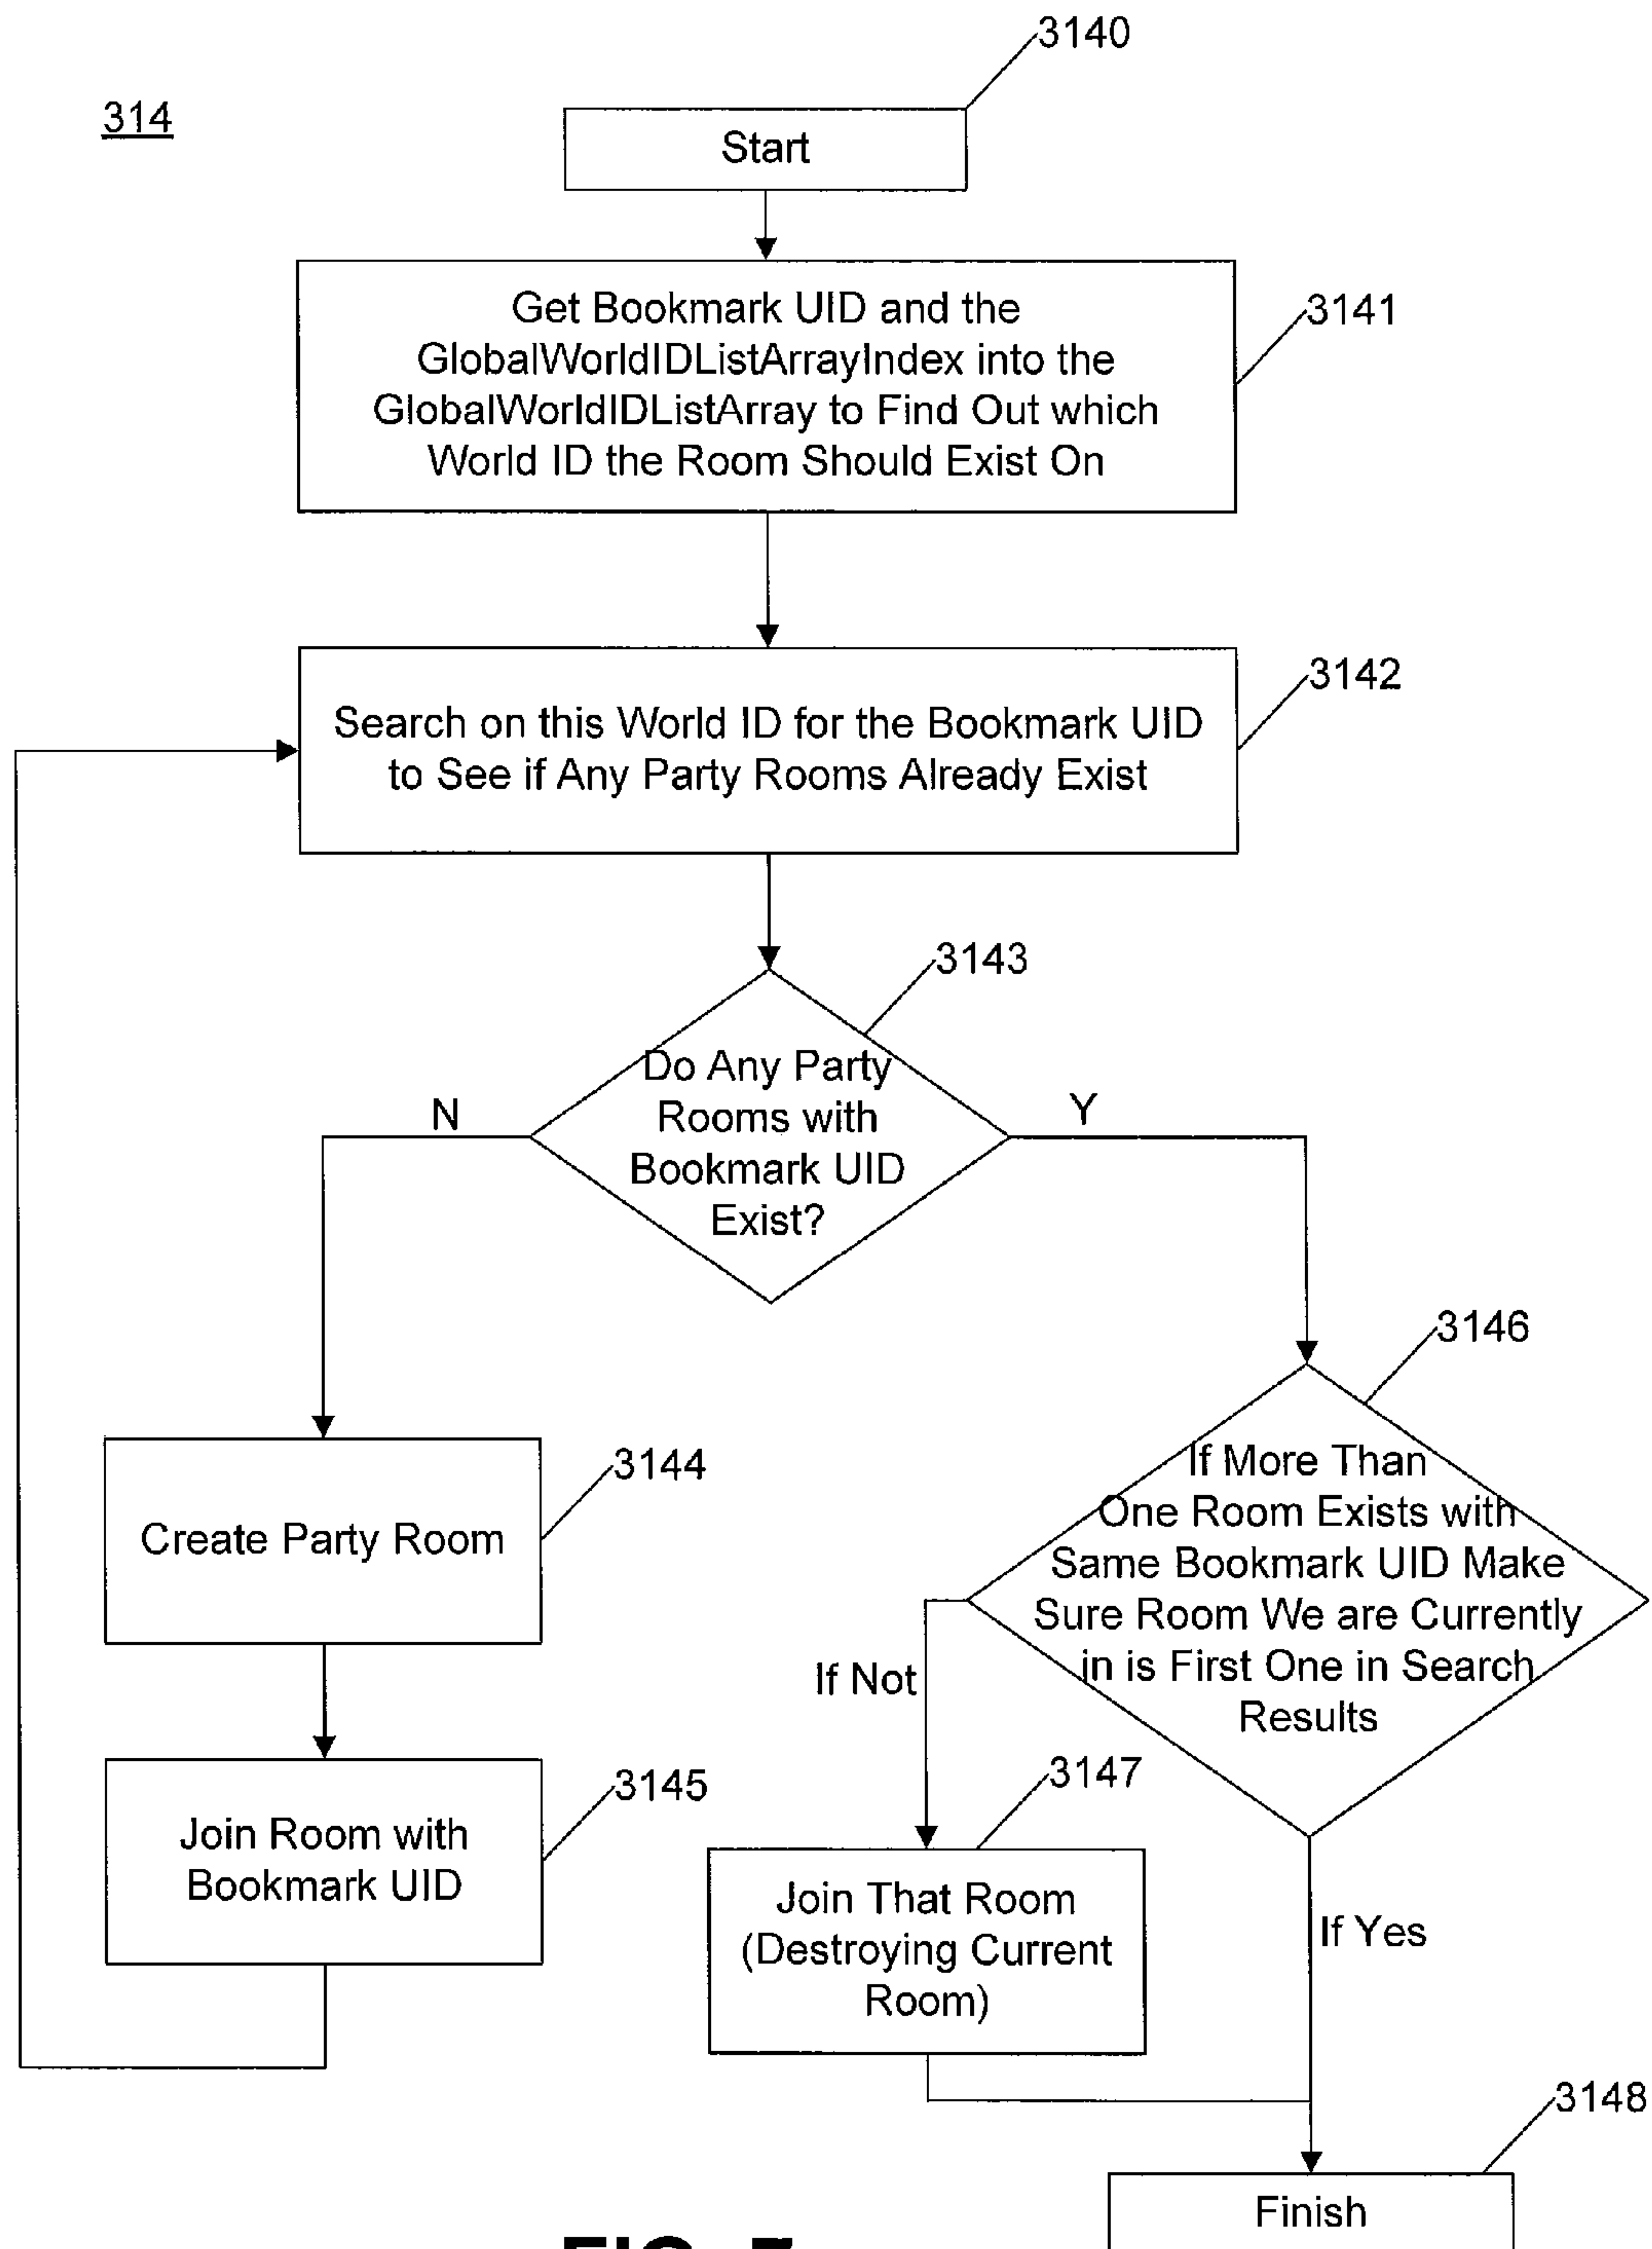 3140
314
Start
Get Bookmark UID and the
GlobalWorldIDListArrayIndex into the
GlobalWorldIDListArray to Find Out which
World ID the Room Should Exist On
3141
3142
Search on this World ID for the Bookmark UID
to See if Any Party Rooms Already Exist
3143
Do Any Party
Rooms with
Bookmark UID
Exist?
N
Y
3146
If More Than
One Room Exists with
Same Bookmark UID Make
Sure Room We are Currently
in is First One in Search
Results
3144
Create Party Room
If Not
If Yes
3145
Join Room with
Bookmark UID
3147
Join That Room
(Destroying Current
Room)
3148
Finish
FIG.